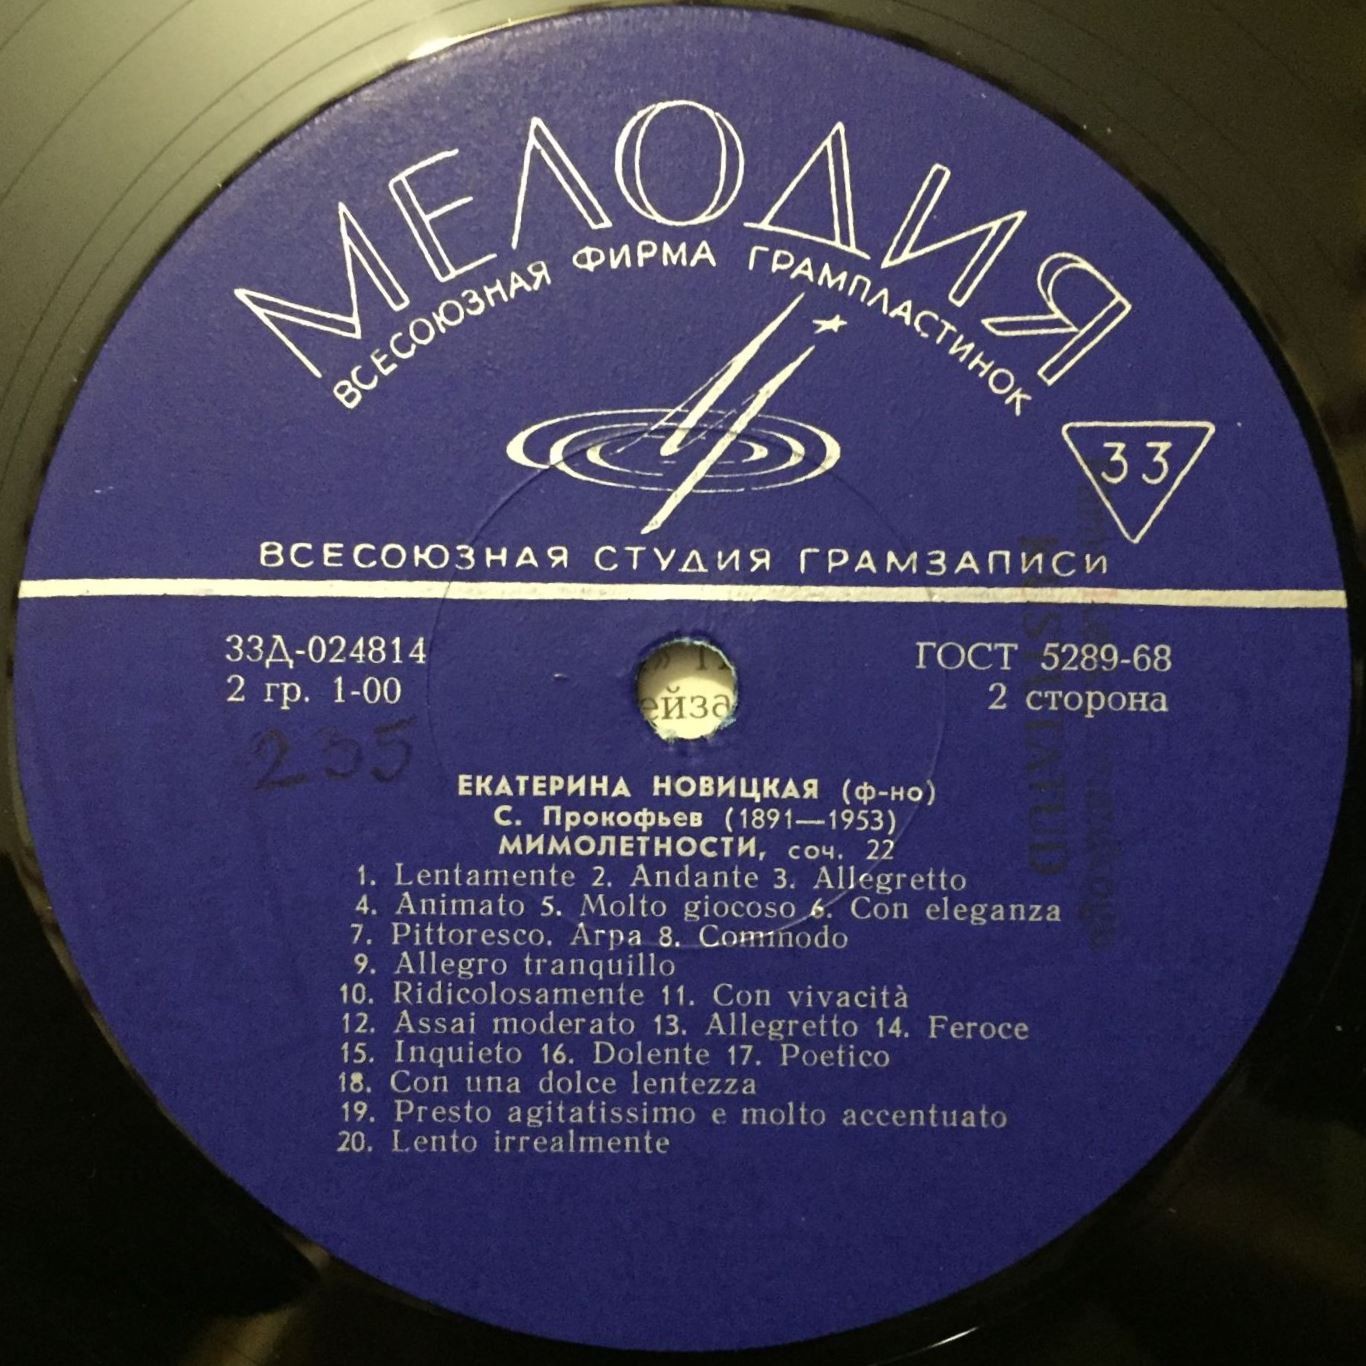 МЕЛОДИЯ
ВСЕСОЮЗНАЯ ФИРМА ГРАМПЛАСТИНОК
33
ВСЕСОЮЗНАЯ СТУДИЯ ГРАМЗАПИСИ
33Д-024814
ГОСТ 5289-68
2 гр. 1-00
2 сторона
235
ейза
ЕКАТЕРИНА НОВИЦКАЯ (ф-но)
С. Прокофьев (1891—1953)
МИМОЛЕТНОСТИ, соч. 22
1. Lentamente 2. Andante 3. Allegretto
4. Animato 5. Molto giocoso 6. Con eleganza
7. Pittoresco. Arpa 8. Commodo
9. Allegro tranquillo
10. Ridicolosamente 11. Con vivacità
12. Assai moderato 13. Allegretto 14. Feroce
15. Inquieto 16. Dolente 17. Poetico
18. Con una dolce lentezza
19. Presto agitatissimo e molto accentuato
20. Lento irrealmente